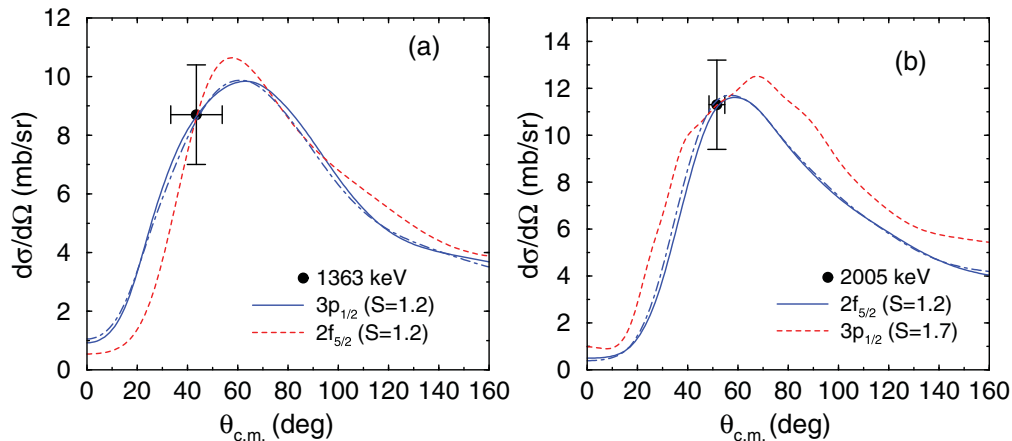 (a)
dσ/dΩ (mb/sr)
12
10
8
6
4
2
0
1363 keV
3p1/2 (S=1.2)
2f5/2 (S=1.2)
0 20 40 60 80 100 120 140 160
θc.m. (deg)
(b)
dσ/dΩ (mb/sr)
14
12
10
8
6
4
2
0
2005 keV
2f5/2 (S=1.2)
3p1/2 (S=1.7)
0 20 40 60 80 100 120 140 160
θc.m. (deg)